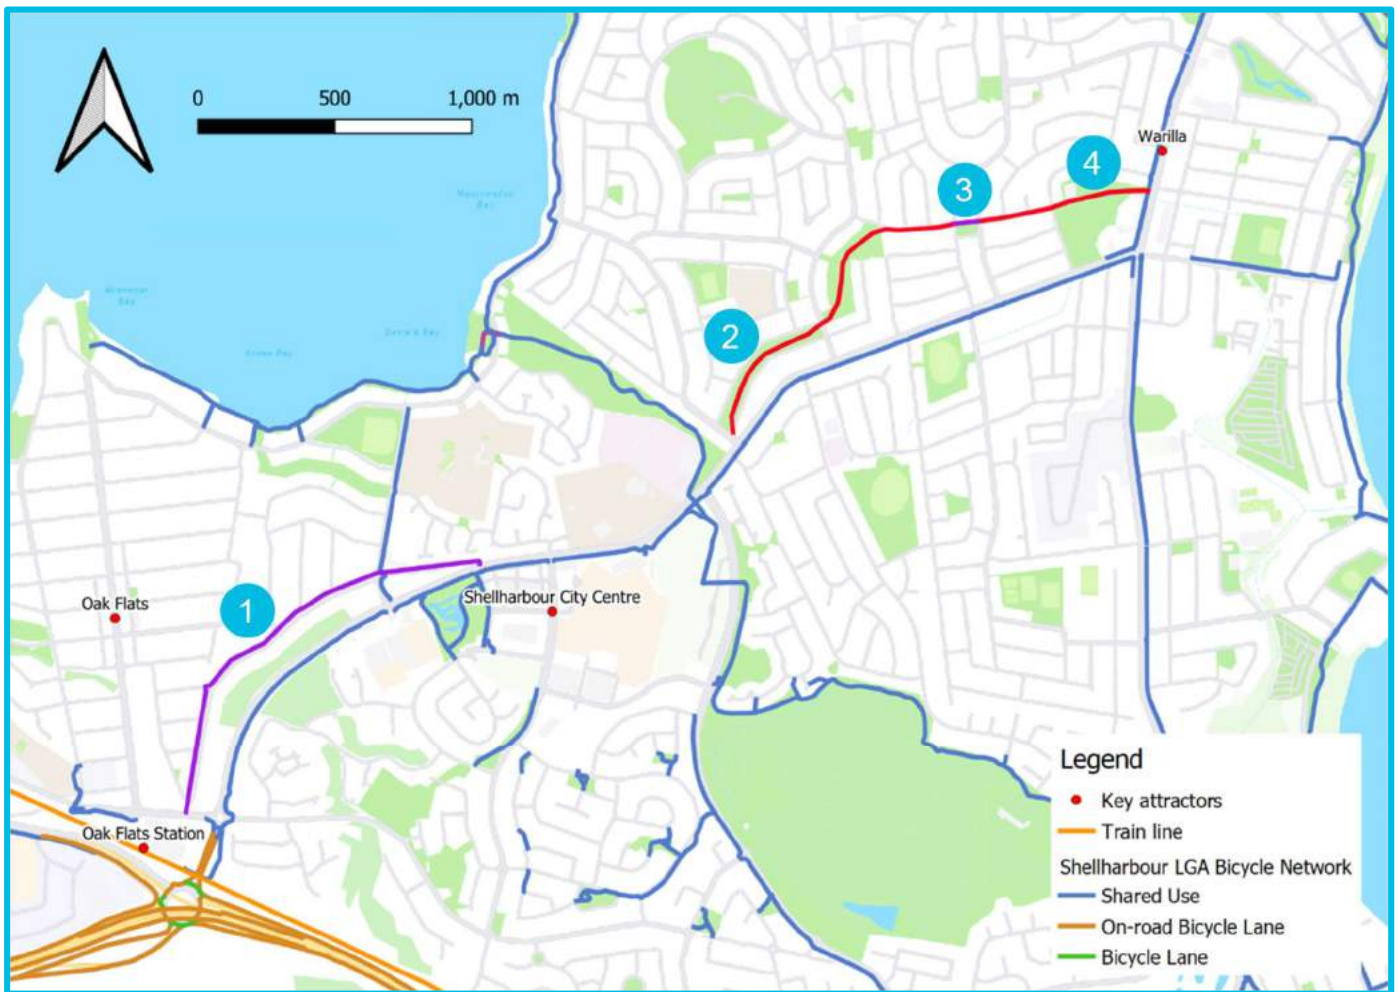 0 500 1,000 m
Warilla
4
3
2
Oak Flats
1
Shellharbour City Centre
Oak Flats Station
Legend
Key attractors
Train line
Shellharbour LGA Bicycle Network
Shared Use
On-road Bicycle Lane
Bicycle Lane